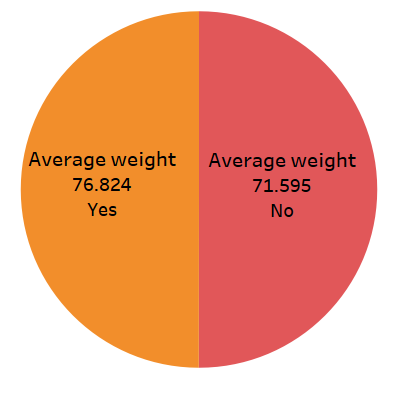 Average weight
76.824
Yes
Average weight
71.595
No